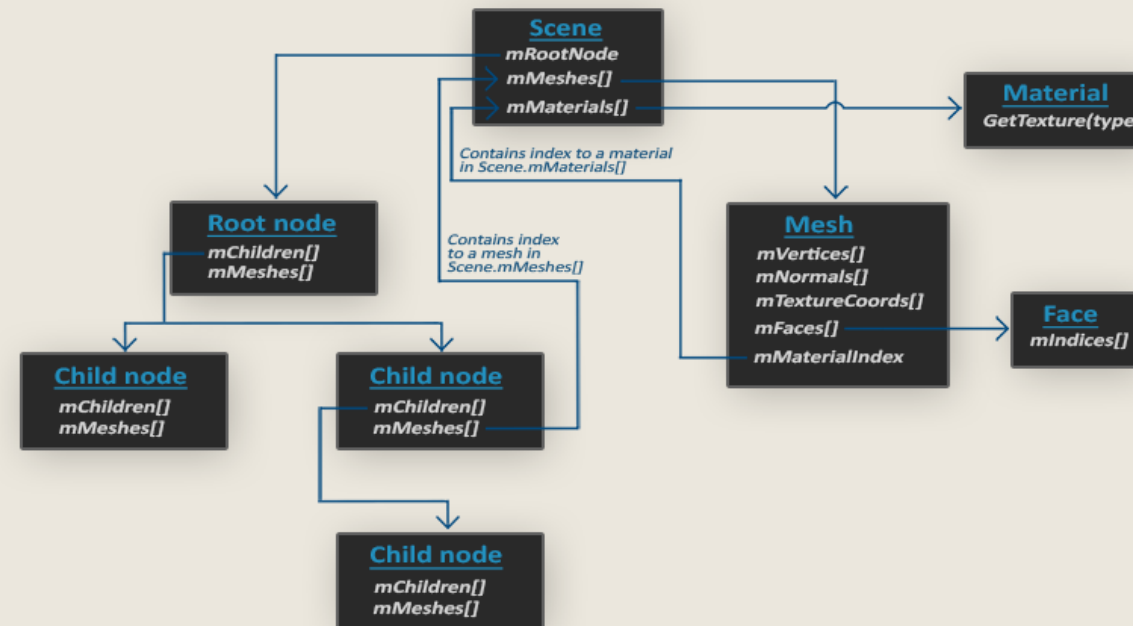 Scene
mRootNode
mMeshes[]
mMaterials[]
Material
GetTexture(type
Contains index to a material
in Scene.mMaterials[]
Root node
mChildren[]
mMeshes[]
Contains index
to a mesh in
Scene.mMeshes[]
Mesh
mVertices[]
mNormals[]
mTextureCoords[]
mFaces[]
mMaterialIndex
Face
mIndices[]
Child node
mChildren[]
mMeshes[]
Child node
mChildren[]
mMeshes[]
Child node
mChildren[]
mMeshes[]